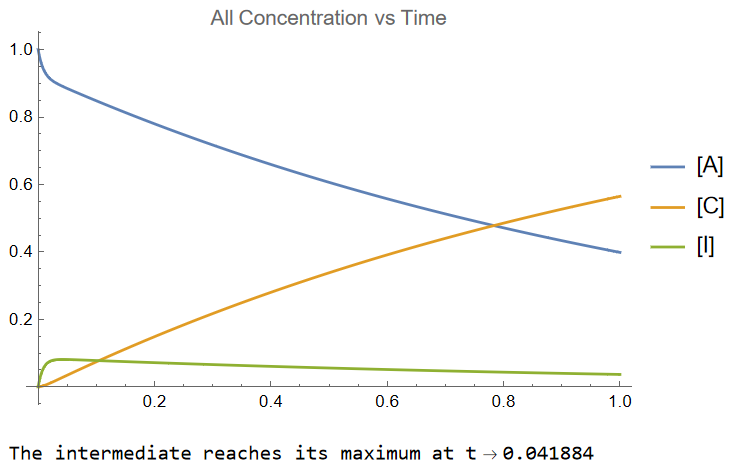 All Concentration vs Time
1.0
0.8
0.6
0.4
0.2
0.2 0.4 0.6 0.8 1.0
[A]
[C]
[I]
The intermediate reaches its maximum at t → 0.041884